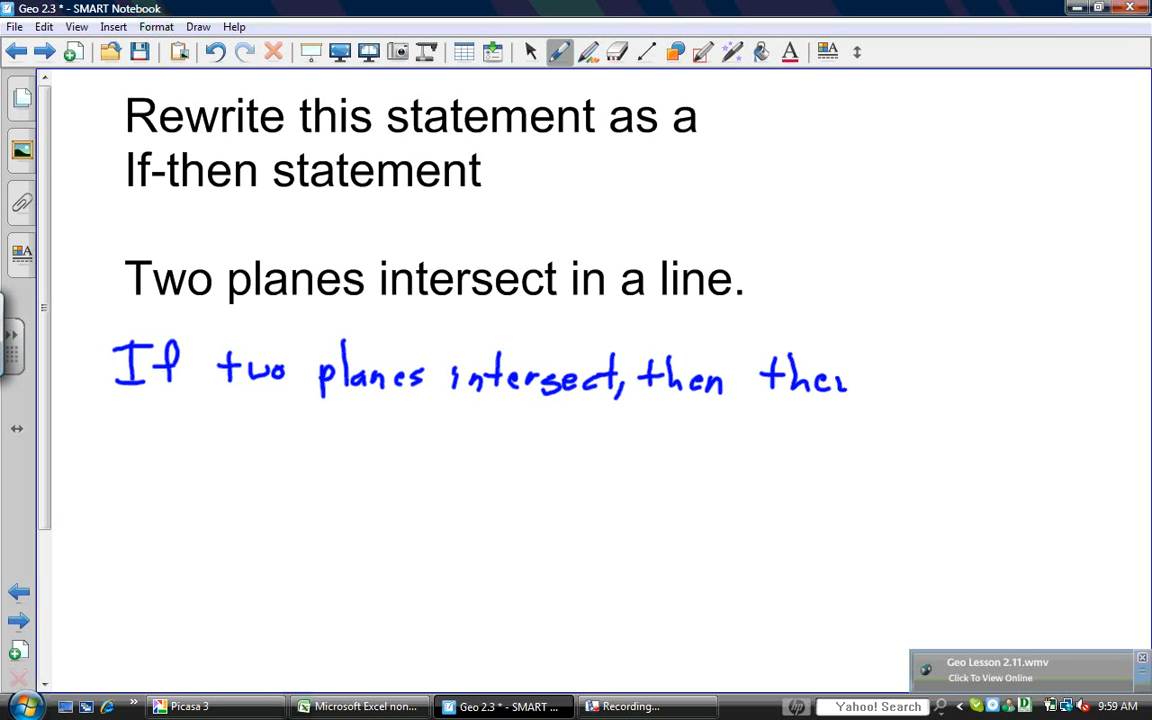 Geo 2.3 * - SMART Notebook
File Edit View Insert Format Draw Help
Rewrite this statement as a
If-then statement
Two planes intersect in a line.
If two planes intersect, then
Geo Lesson 2.11.wmv
Click To View Online
Picasa 3
Microsoft Excel non...
Geo 2.3 * - SMART ...
Recording...
hp
Yahoo! Search
9:59 AM